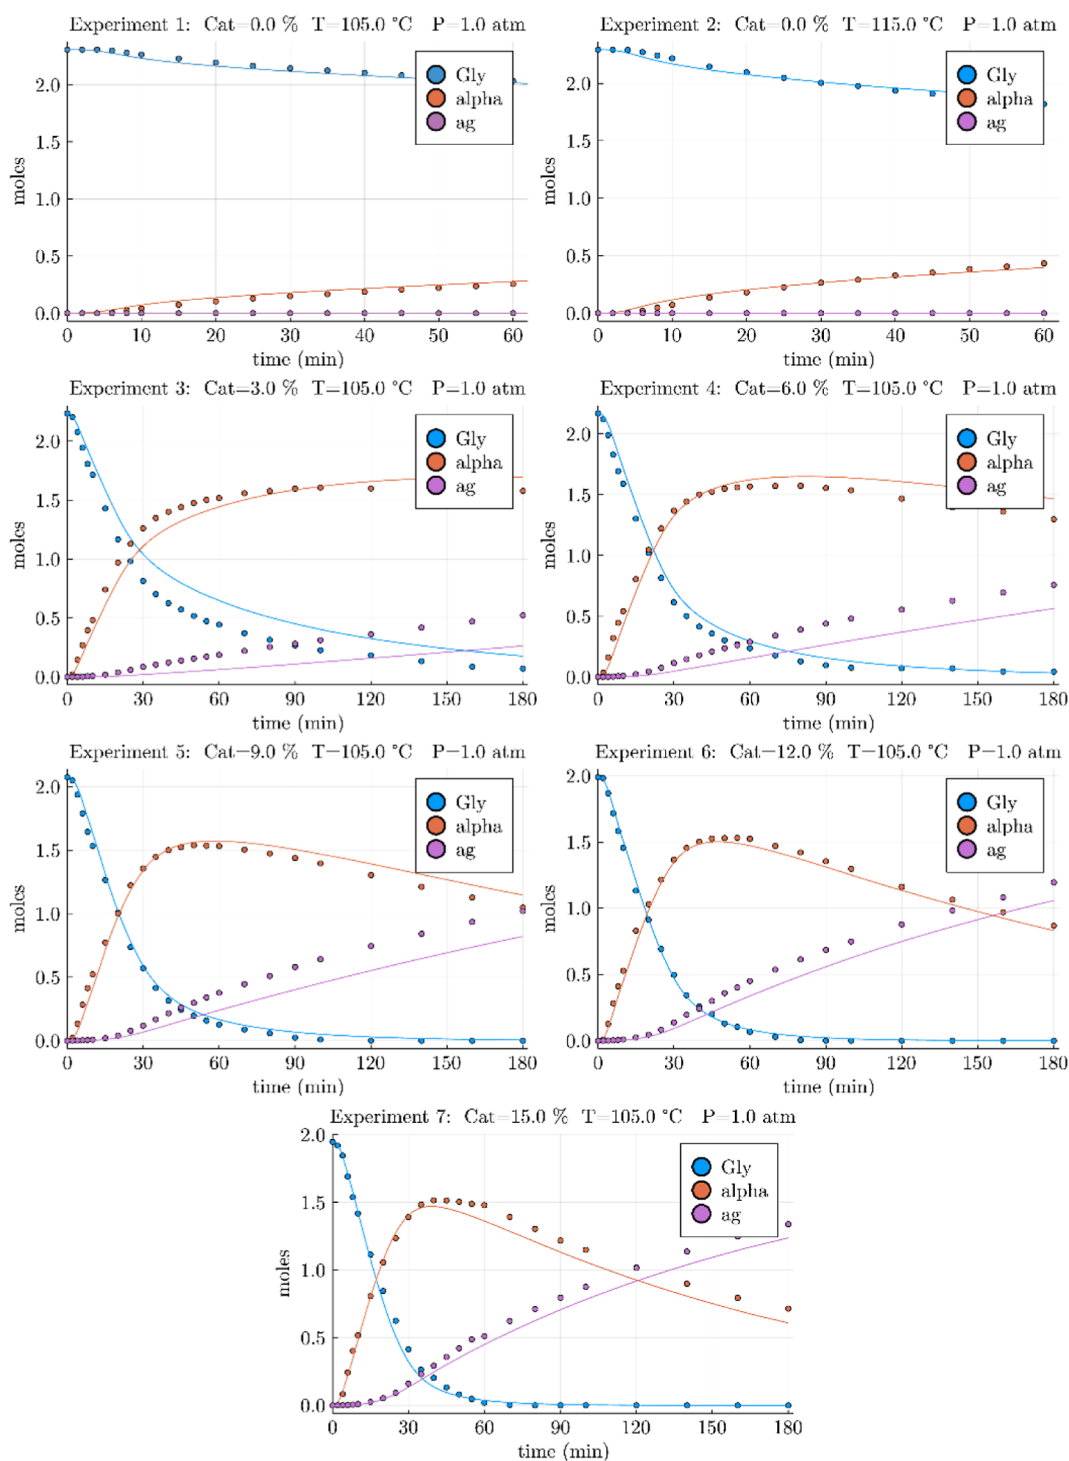 Experiment 1: Cat=0.0 % T=105.0 °C P=1.0 atm
Gly
alpha
ag
moles
2.0
1.5
1.0
0.5
0.0
0 10 20 30 40 50 60
time (min)
Experiment 2: Cat=0.0 % T=115.0 °C P=1.0 atm
Gly
alpha
ag
moles
2.0
1.5
1.0
0.5
0.0
0 10 20 30 40 50 60
time (min)
Experiment 3: Cat=3.0 % T=105.0 °C P=1.0 atm
Gly
alpha
ag
moles
2.0
1.5
1.0
0.5
0.0
0 30 60 90 120 150 180
time (min)
Experiment 4: Cat=6.0 % T=105.0 °C P=1.0 atm
Gly
alpha
ag
moles
2.0
1.5
1.0
0.5
0.0
0 30 60 90 120 150 180
time (min)
Experiment 5: Cat=9.0 % T=105.0 °C P=1.0 atm
Gly
alpha
ag
moles
2.0
1.5
1.0
0.5
0.0
0 30 60 90 120 150 180
time (min)
Experiment 6: Cat=12.0 % T=105.0 °C P=1.0 atm
Gly
alpha
ag
moles
2.0
1.5
1.0
0.5
0.0
0 30 60 90 120 150 180
time (min)
Experiment 7: Cat=15.0 % T=105.0 °C P=1.0 atm
Gly
alpha
ag
moles
2.0
1.5
1.0
0.5
0.0
0 30 60 90 120 150 180
time (min)